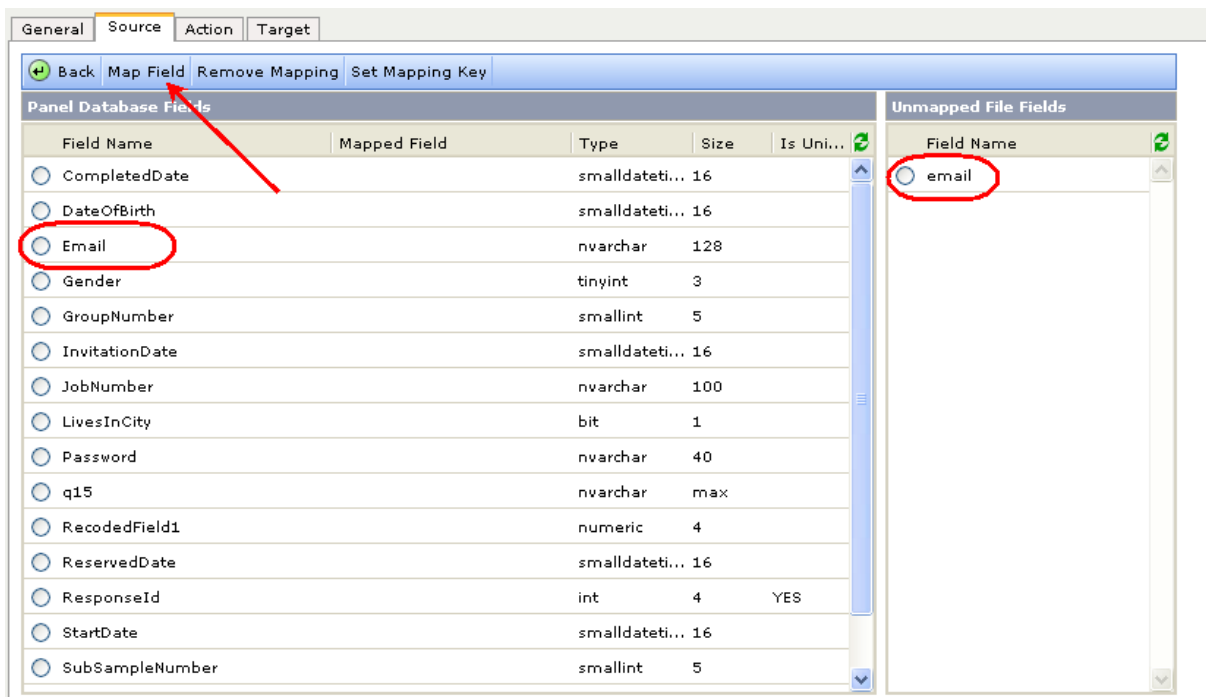 General Source Action Target
Back Map Field Remove Mapping Set Mapping Key
Panel Database Fields Unmapped File Fields
Field Name Mapped Field Type Size Is Uni... Field Name
CompletedDate smalldateti... 16 email
DateOfBirth smalldateti... 16
Email nvarchar 128
Gender tinyint 3
GroupNumber smallint 5
InvitationDate smalldateti... 16
JobNumber nvarchar 100
LivesInCity bit 1
Password nvarchar 40
q15 nvarchar max
RecodedField1 numeric 4
ReservedDate smalldateti... 16
ResponseId int 4 YES
StartDate smalldateti... 16
SubSampleNumber smallint 5